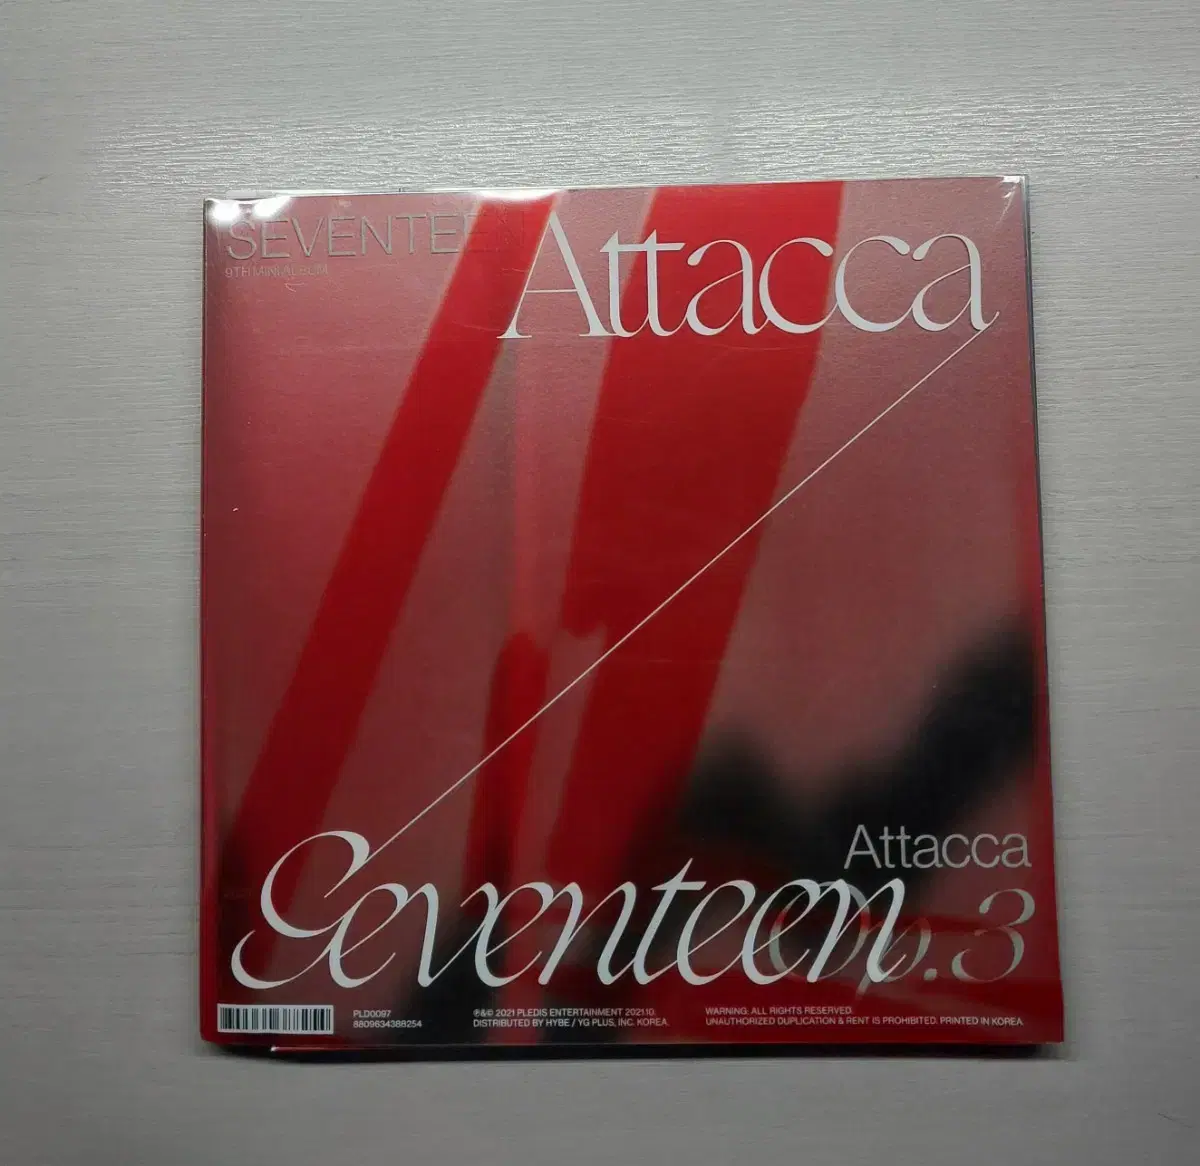 SEVENTEEN
9TH MINI ALBUM
Attacca
Attacca
Seventeen
Op.3
PLD0097
8809634388254
℗&© 2021 PLEDIS ENTERTAINMENT 2021.10.
DISTRIBUTED BY HYBE / YG PLUS, INC. KOREA.
WARNING. ALL RIGHTS RESERVED.
UNAUTHORIZED DUPLICATION & RENT IS PROHIBITED. PRINTED IN KOREA.